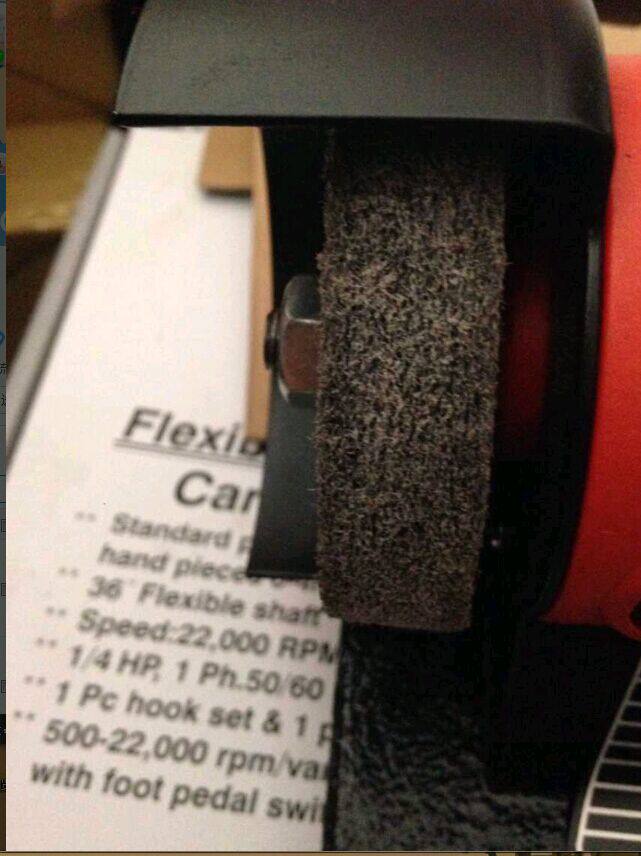 Flexib
Car
Standard p
hand piece
36" Flexible shaft
Speed:22,000 RPM
1/4 HP, 1 Ph.50/60
1 Pc hook set & 1 p
500-22,000 rpm/var
with foot pedal swi